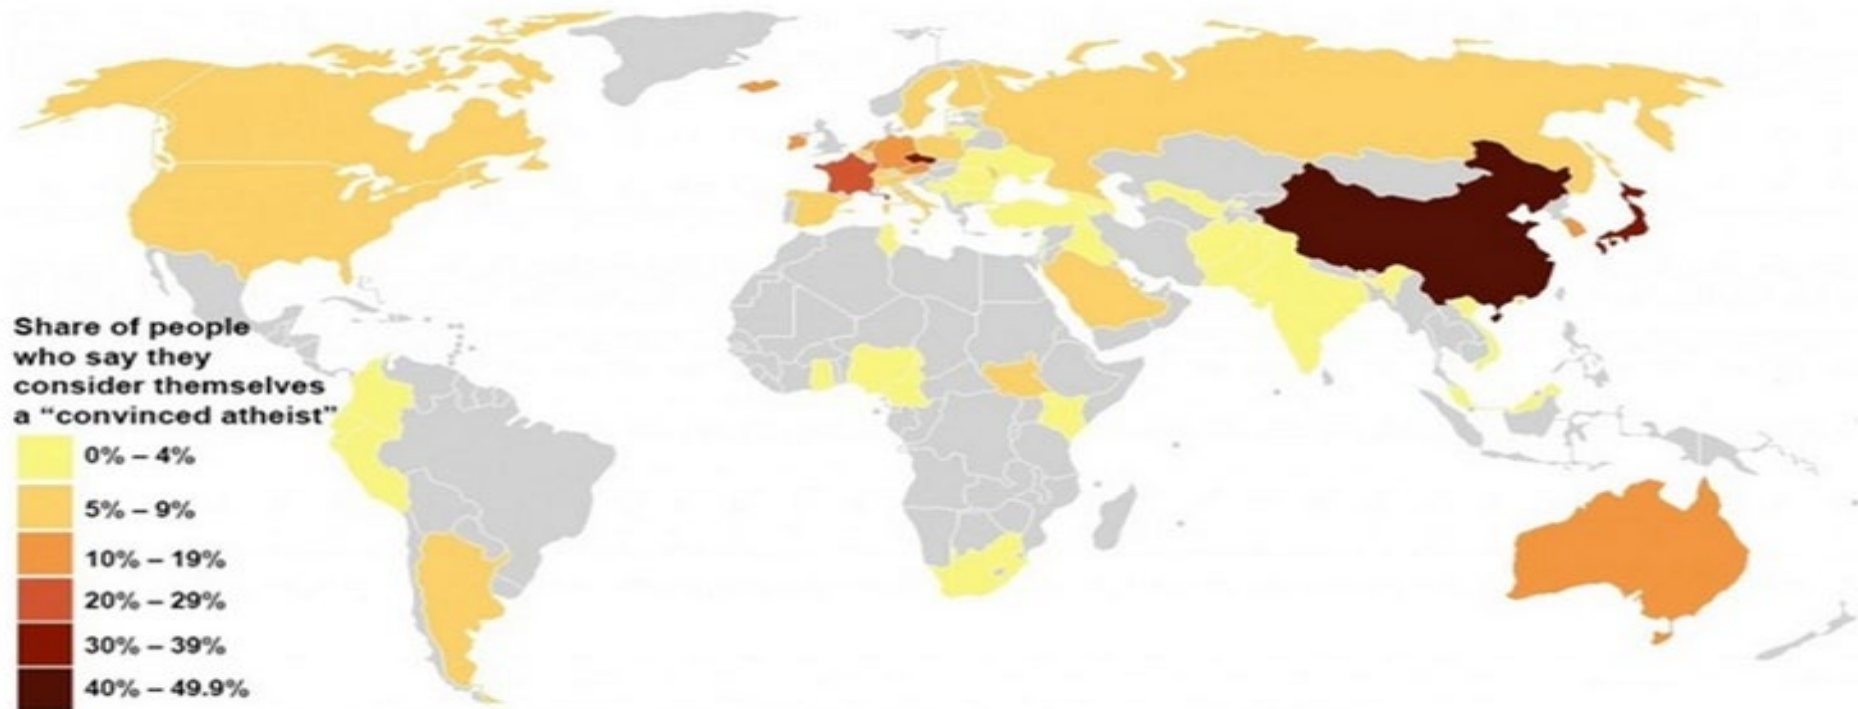 Share of people
who say they
consider themselves
a “convinced atheist”
0% – 4%
5% – 9%
10% – 19%
20% – 29%
30% – 39%
40% – 49.9%